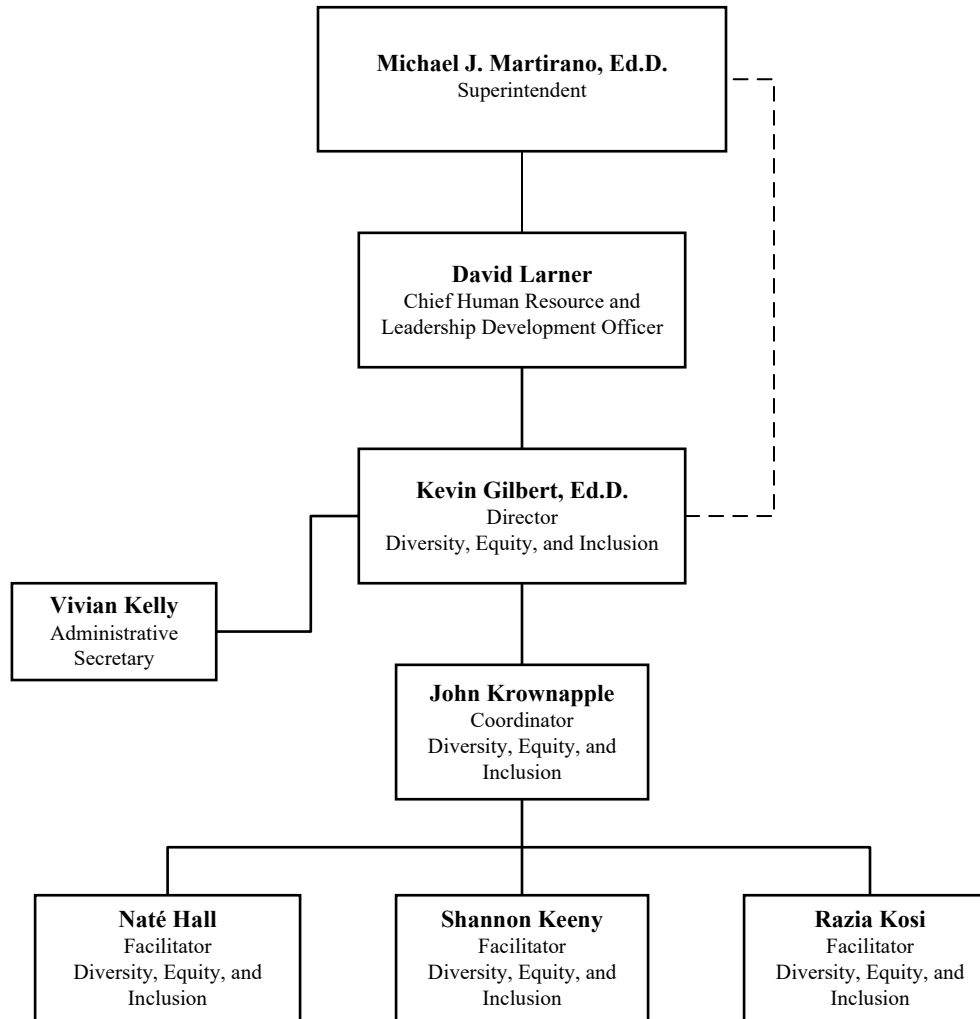 Michael J. Martirano, Ed.D.
Superintendent
David Larner
Chief Human Resource and
Leadership Development Officer
Kevin Gilbert, Ed.D.
Director
Diversity, Equity, and Inclusion
Vivian Kelly
Administrative
Secretary
John Krownapple
Coordinator
Diversity, Equity, and
Inclusion
Naté Hall
Facilitator
Diversity, Equity, and
Inclusion
Shannon Keeny
Facilitator
Diversity, Equity, and
Inclusion
Razia Kosi
Facilitator
Diversity, Equity, and
Inclusion